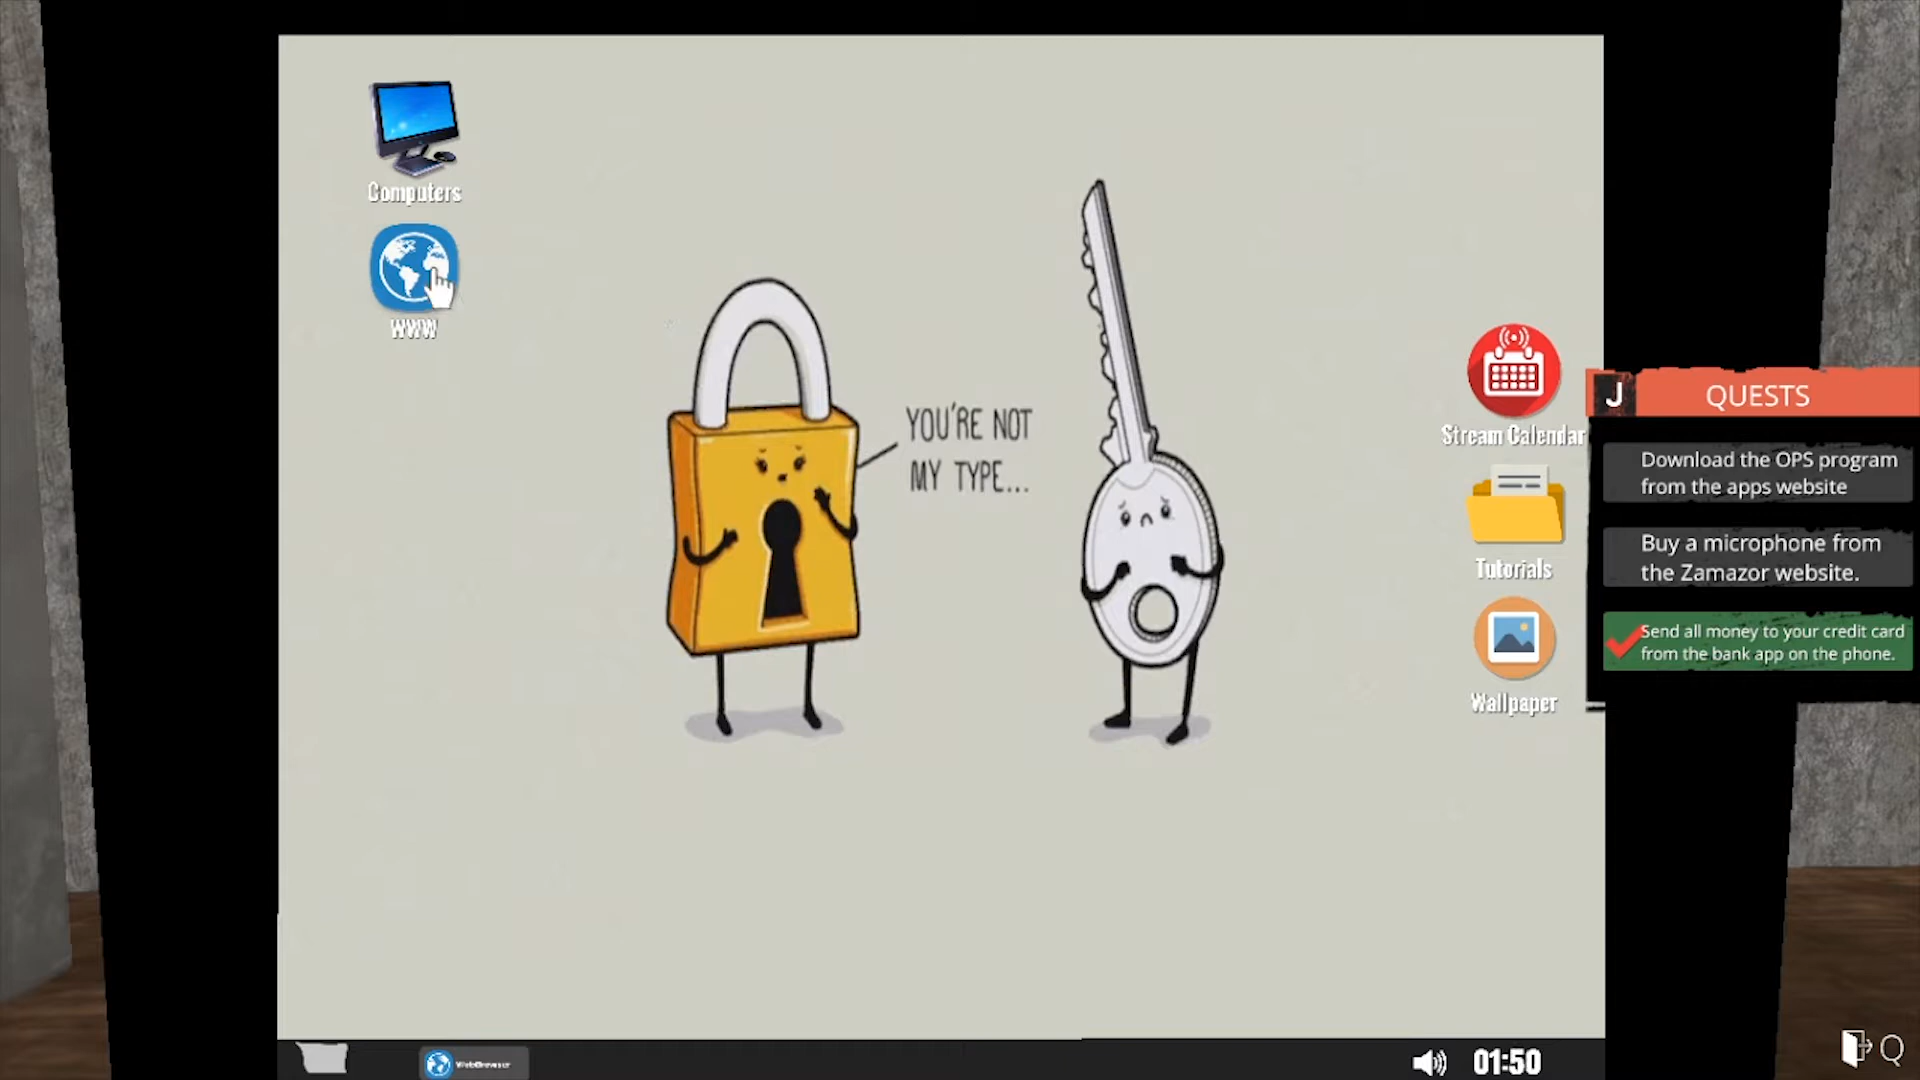 Computers
WWW
YOU'RE NOT
MY TYPE...
Stream Calendar
Tutorials
Wallpaper
J
QUESTS
Download the OPS program
from the apps website
Buy a microphone from
the Zamazor website.
Send all money to your credit card
from the bank app on the phone.
WebBrowser
01:50
Q